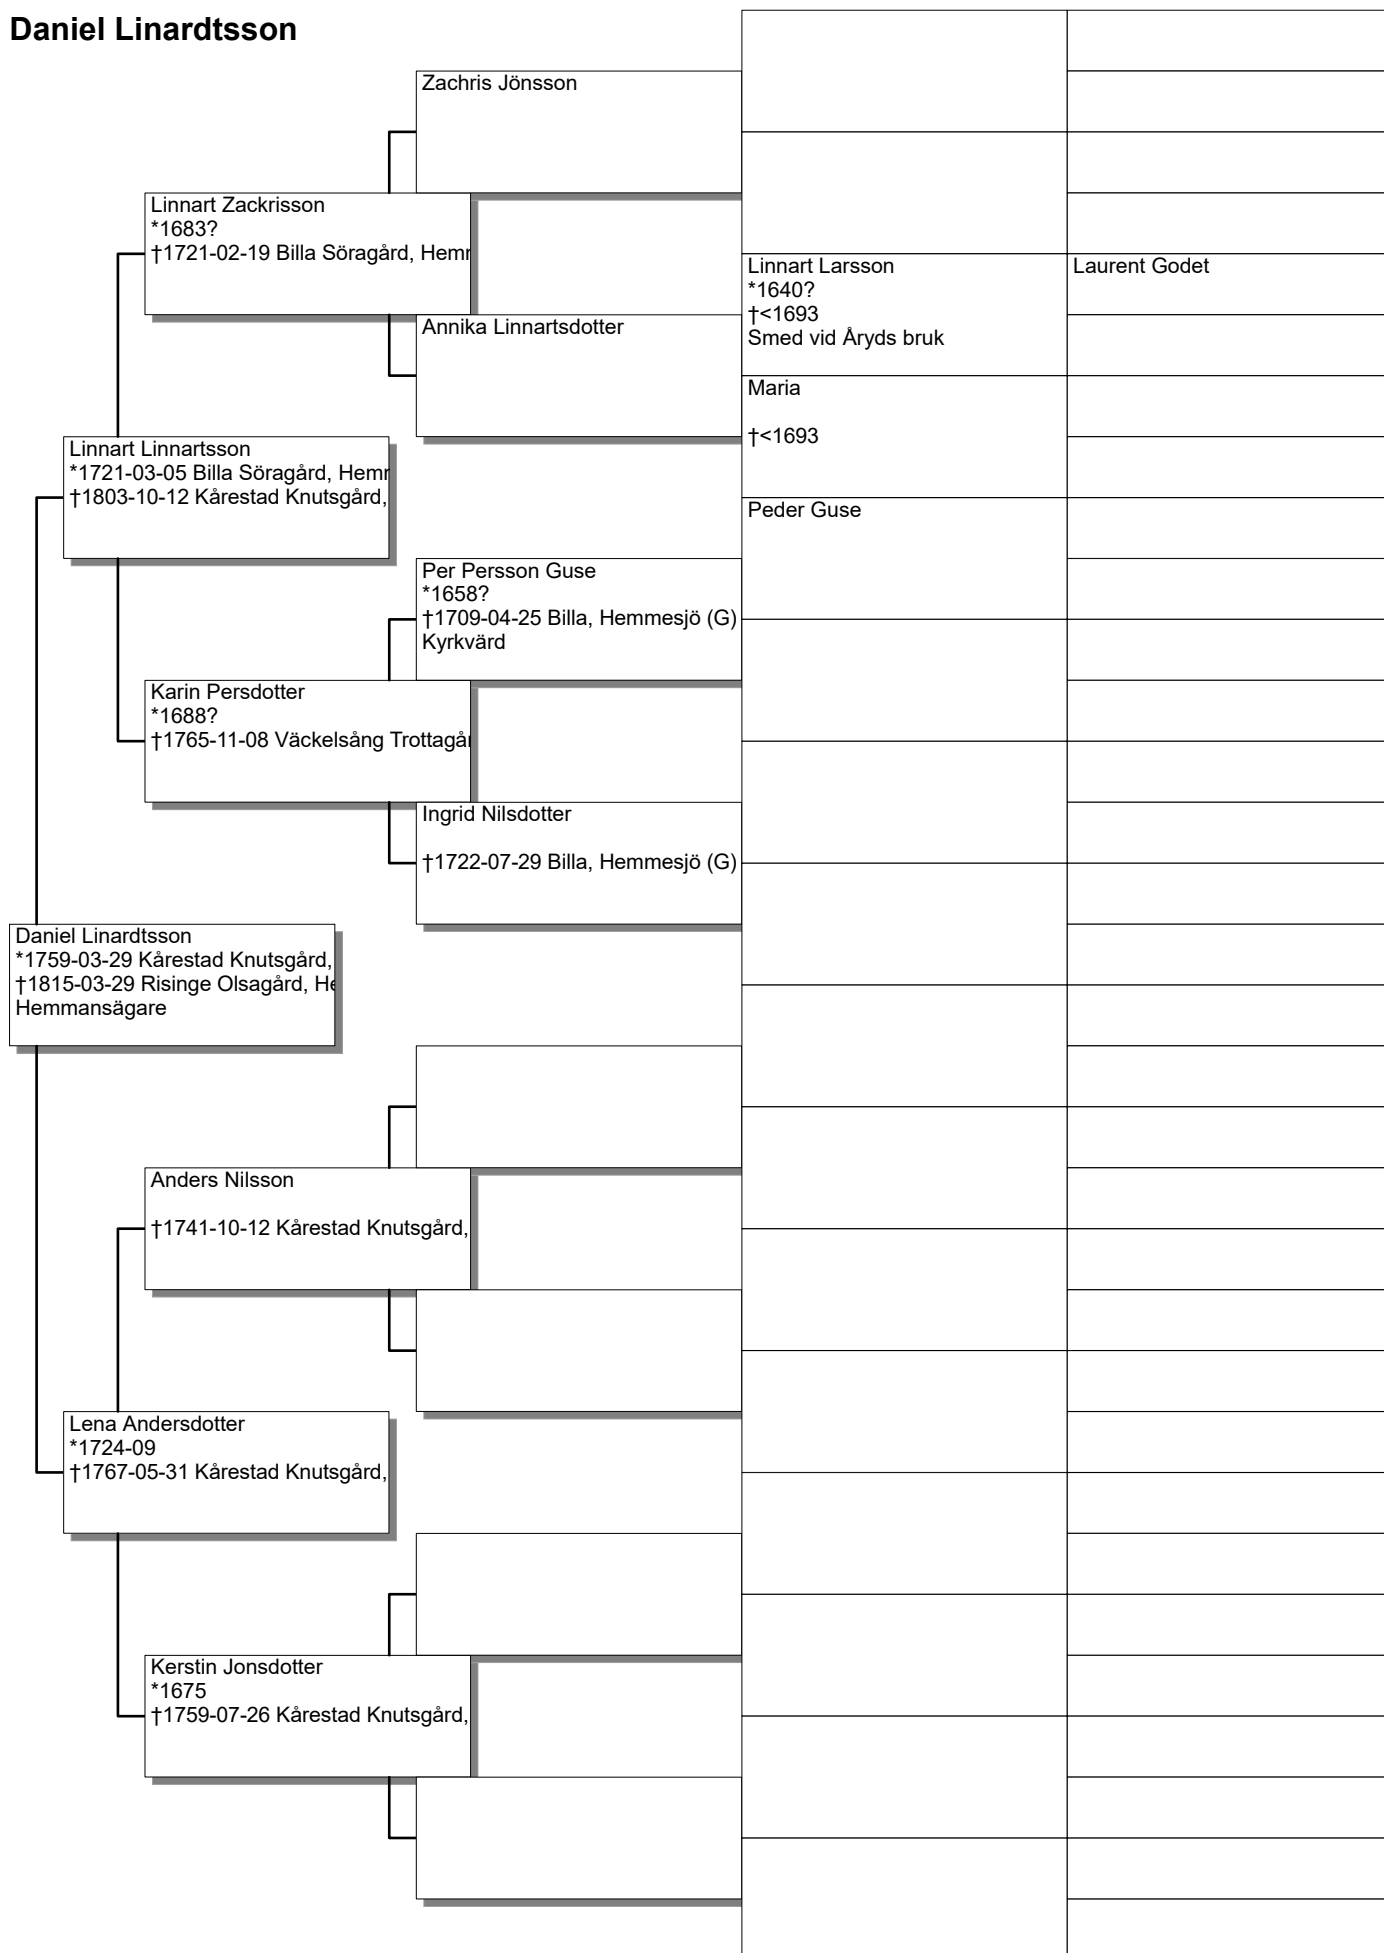 Daniel Linardtsson
Zachris Jönsson
Linnart Zackrisson
*1683?
†1721-02-19 Billa Söragård, Hemm
Linnart Larsson
*1640?
†<1693
Smed vid Åryds bruk
Laurent Godet
Annika Linnartsdotter
Maria
†<1693
Linnart Linnartsson
*1721-03-05 Billa Söragård, Hemm
†1803-10-12 Kårestad Knutsgård,
Peder Guse
Per Persson Guse
*1658?
†1709-04-25 Billa, Hemmesjö (G)
Kyrkvärd
Karin Persdotter
*1688?
†1765-11-08 Väckelsång Trottagår
Ingrid Nilsdotter
†1722-07-29 Billa, Hemmesjö (G)
Daniel Linardtsson
*1759-03-29 Kårestad Knutsgård,
†1815-03-29 Risinge Olsagård, He
Hemmansägare
Anders Nilsson
†1741-10-12 Kårestad Knutsgård,
Lena Andersdotter
*1724-09
†1767-05-31 Kårestad Knutsgård,
Kerstin Jonsdotter
*1675
†1759-07-26 Kårestad Knutsgård,